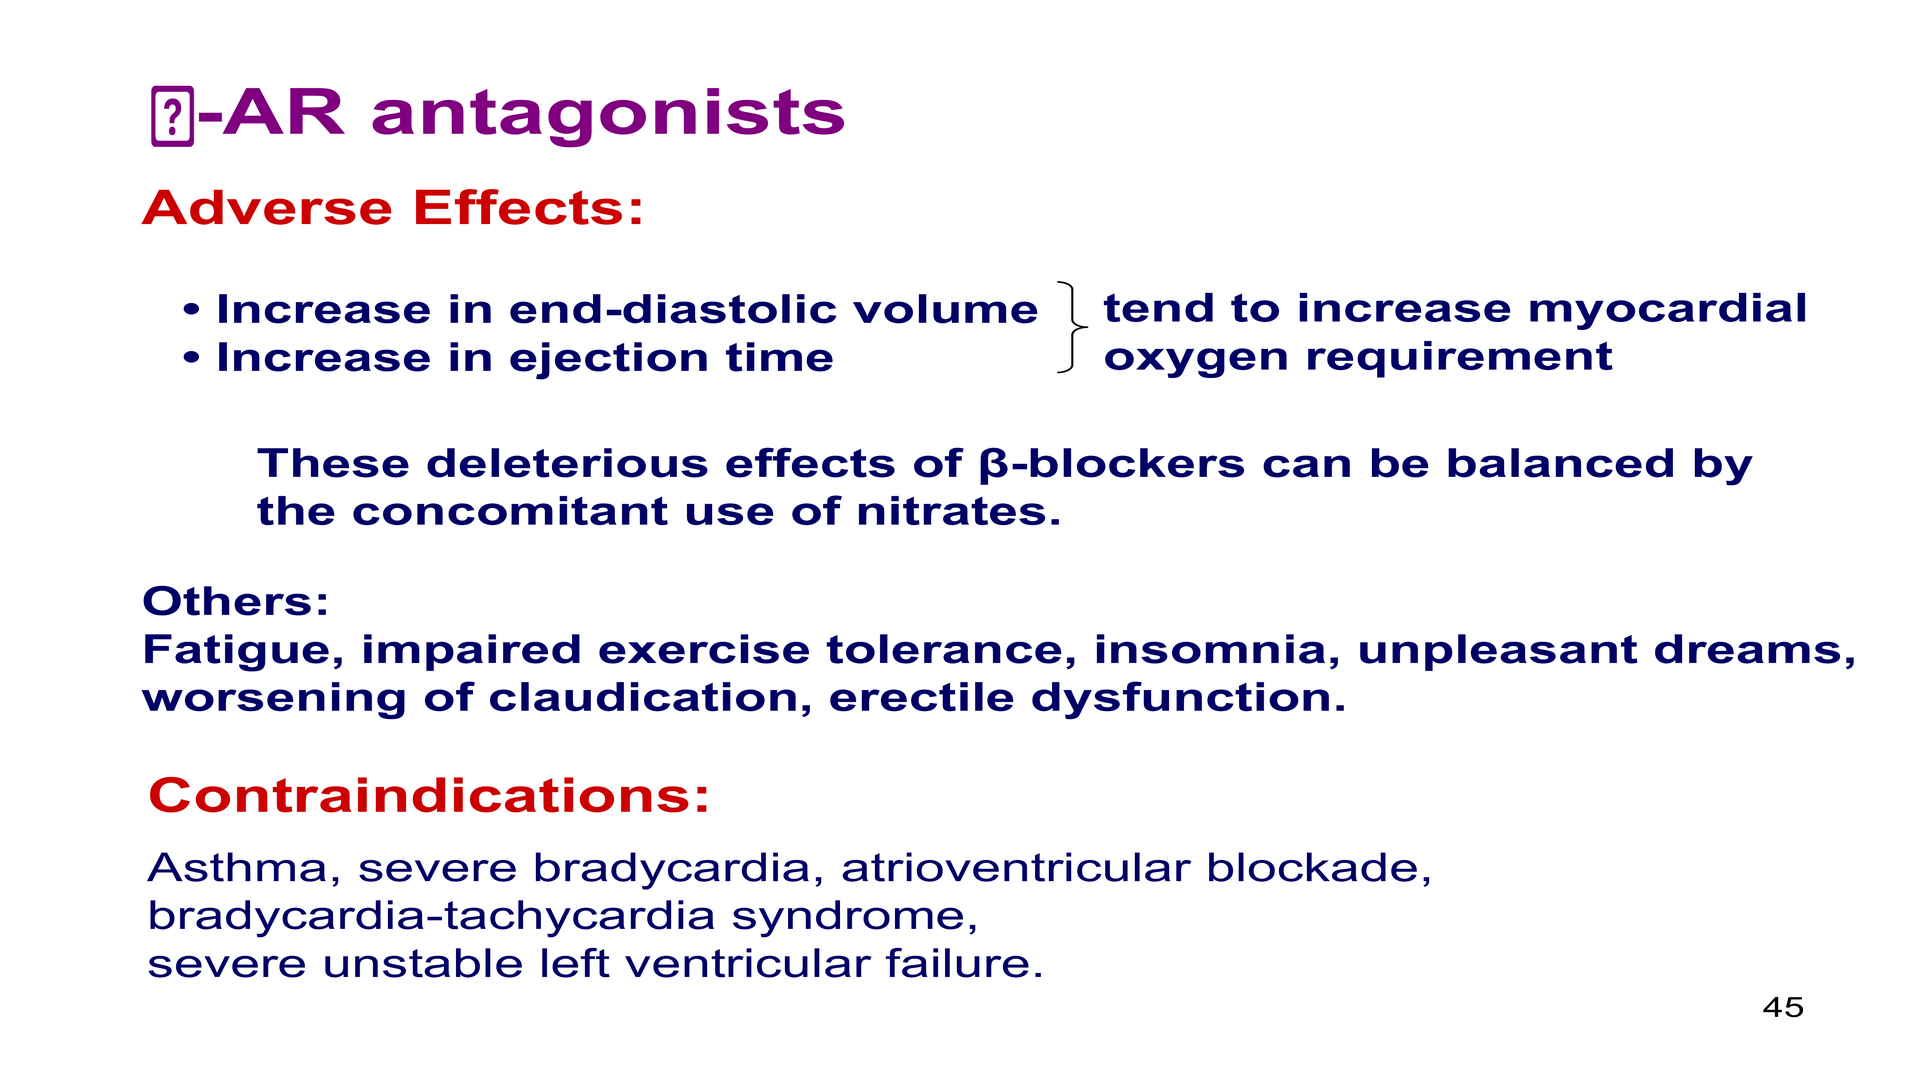 -AR antagonists
Adverse Effects:
• Increase in end-diastolic volume
• Increase in ejection time
tend to increase myocardial
oxygen requirement
These deleterious effects of β-blockers can be balanced by
the concomitant use of nitrates.
Others:
Fatigue, impaired exercise tolerance, insomnia, unpleasant dreams,
worsening of claudication, erectile dysfunction.
Contraindications:
Asthma, severe bradycardia, atrioventricular blockade,
bradycardia-tachycardia syndrome,
severe unstable left ventricular failure.
45